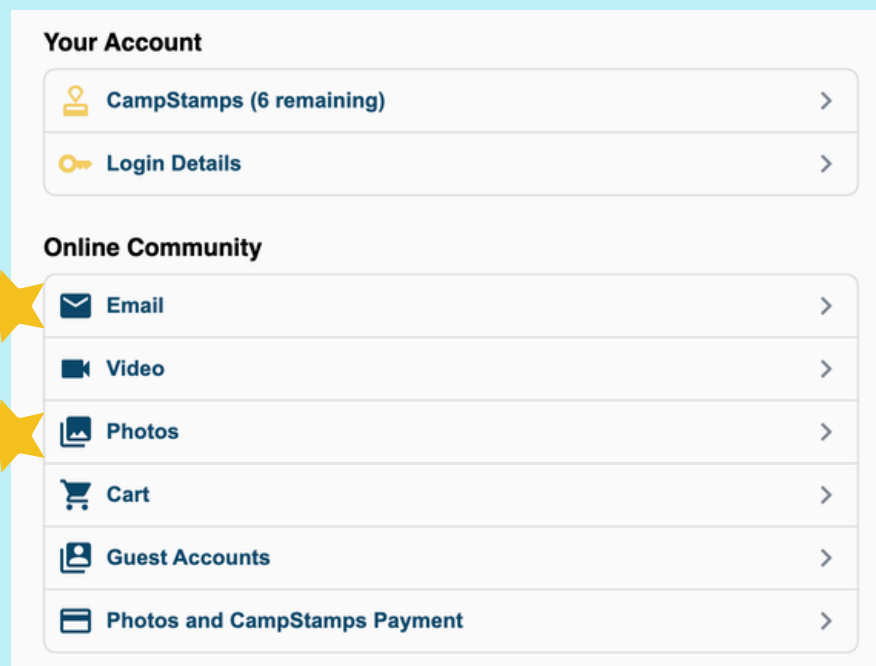 Your Account
CampStamps (6 remaining)
Login Details
Online Community
Email
Video
Photos
Cart
Guest Accounts
Photos and CampStamps Payment